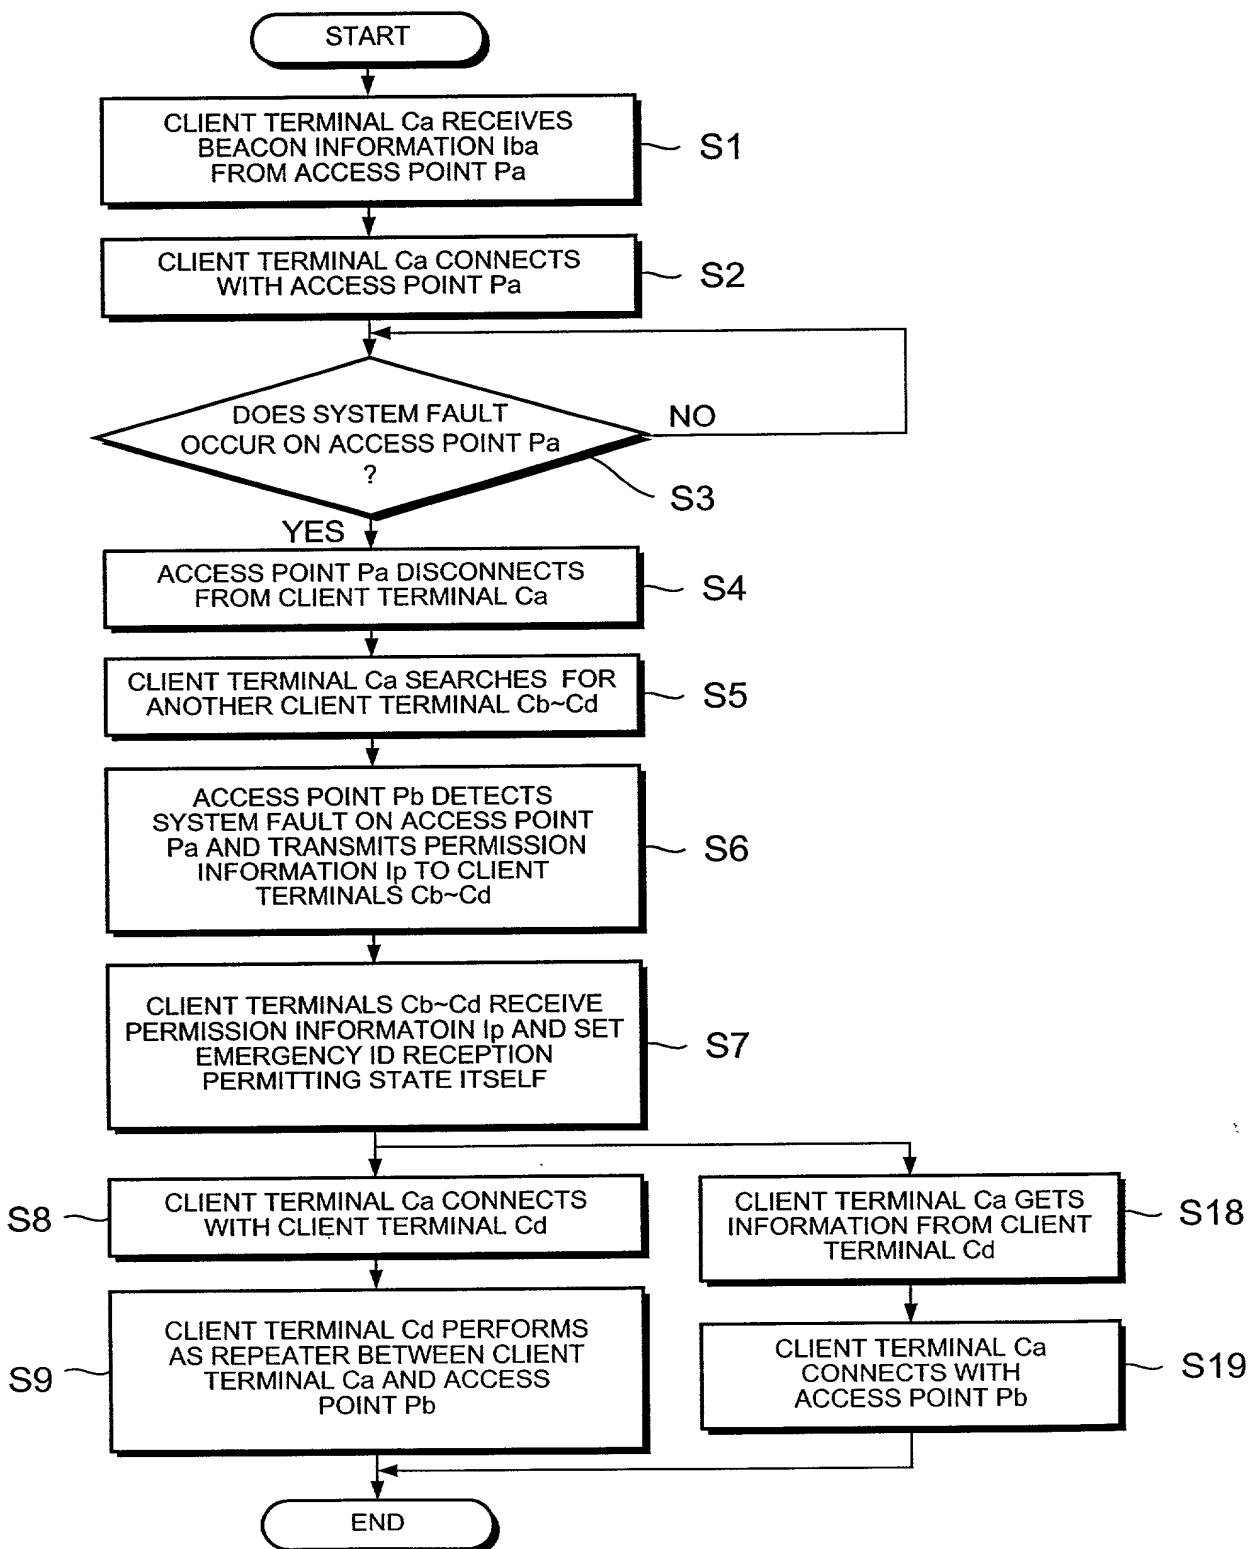 START
CLIENT TERMINAL Ca RECEIVES
BEACON INFORMATION Iba
FROM ACCESS POINT Pa
S1
CLIENT TERMINAL Ca CONNECTS
WITH ACCESS POINT Pa
S2
DOES SYSTEM FAULT
OCCUR ON ACCESS POINT Pa
?
NO
S3
YES
ACCESS POINT Pa DISCONNECTS
FROM CLIENT TERMINAL Ca
S4
CLIENT TERMINAL Ca SEARCHES FOR
ANOTHER CLIENT TERMINAL Cb~Cd
S5
ACCESS POINT Pb DETECTS
SYSTEM FAULT ON ACCESS POINT
Pa AND TRANSMITS PERMISSION
INFORMATION Ip TO CLIENT
TERMINALS Cb~Cd
S6
CLIENT TERMINALS Cb~Cd RECEIVE
PERMISSION INFORMATOIN Ip AND SET
EMERGENCY ID RECEPTION
PERMITTING STATE ITSELF
S7
S8
CLIENT TERMINAL Ca CONNECTS
WITH CLIENT TERMINAL Cd
CLIENT TERMINAL Ca GETS
INFORMATION FROM CLIENT
TERMINAL Cd
S18
S9
CLIENT TERMINAL Cd PERFORMS
AS REPEATER BETWEEN CLIENT
TERMINAL Ca AND ACCESS
POINT Pb
CLIENT TERMINAL Ca
CONNECTS WITH
ACCESS POINT Pb
S19
END